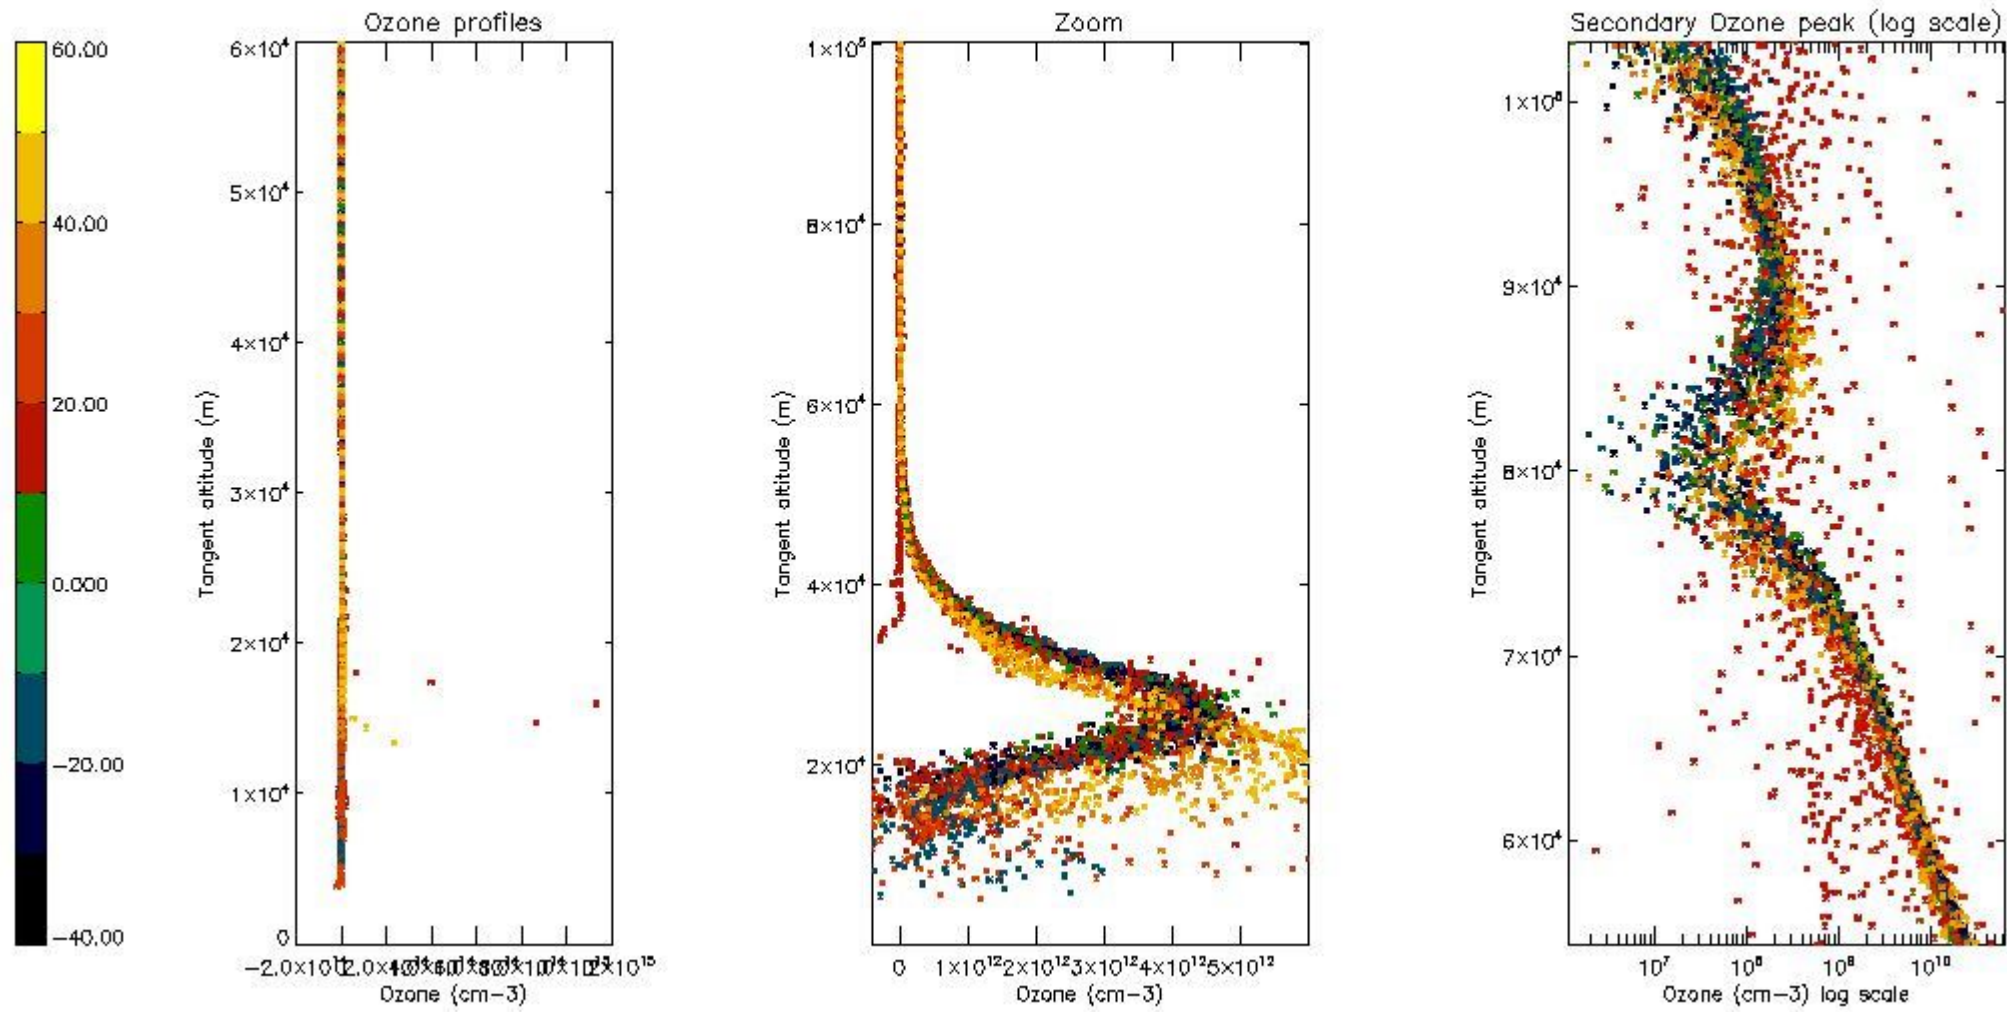 Ozone profiles
Zoom
Secondary Ozone peak (log scale)
60.00
40.00
20.00
0.000
−20.00
−40.00
6×10⁴
5×10⁴
4×10⁴
3×10⁴
2×10⁴
1×10⁴
0
Tangent altitude (m)
Ozone (cm−3)
1×10⁵
8×10⁴
6×10⁴
4×10⁴
2×10⁴
Tangent altitude (m)
0 1×10¹² 2×10¹² 3×10¹² 4×10¹² 5×10¹²
Ozone (cm−3)
9×10⁴
8×10⁴
7×10⁴
6×10⁴
Tangent altitude (m)
10⁷ 10⁸ 10⁹ 10¹⁰
Ozone (cm−3) log scale